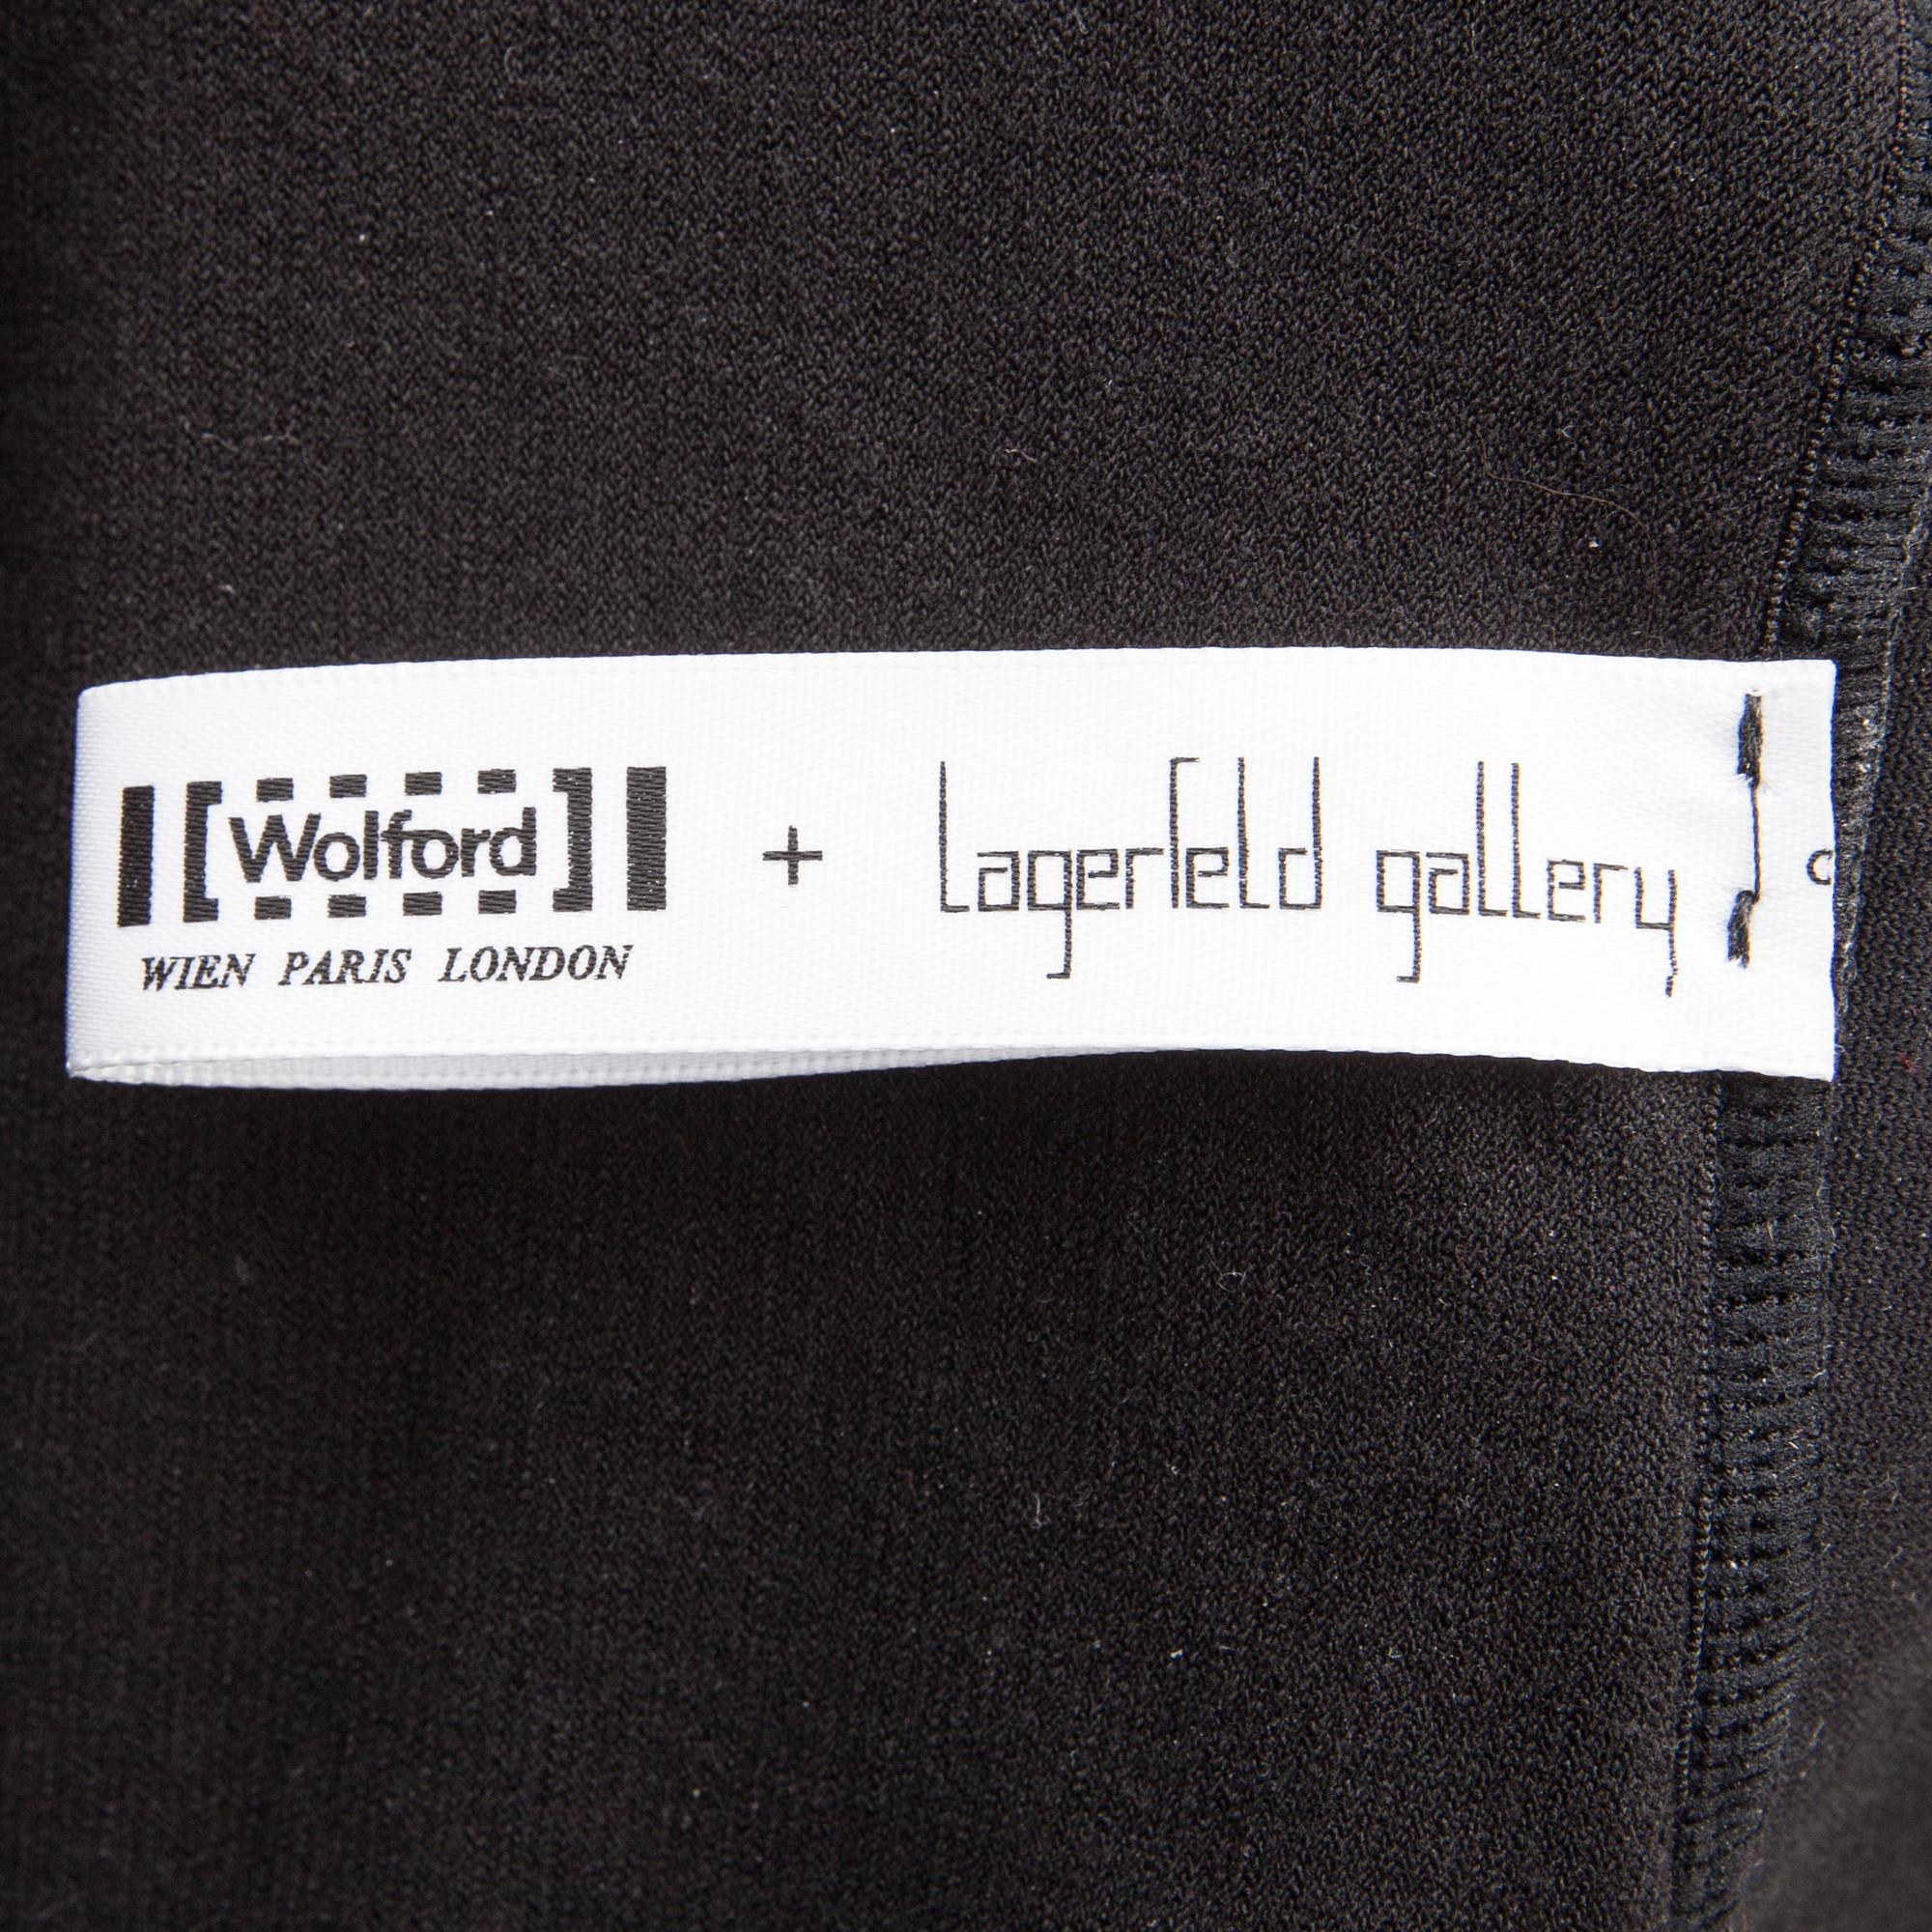 Wolford + Lagerfeld gallery
WIEN PARIS LONDON